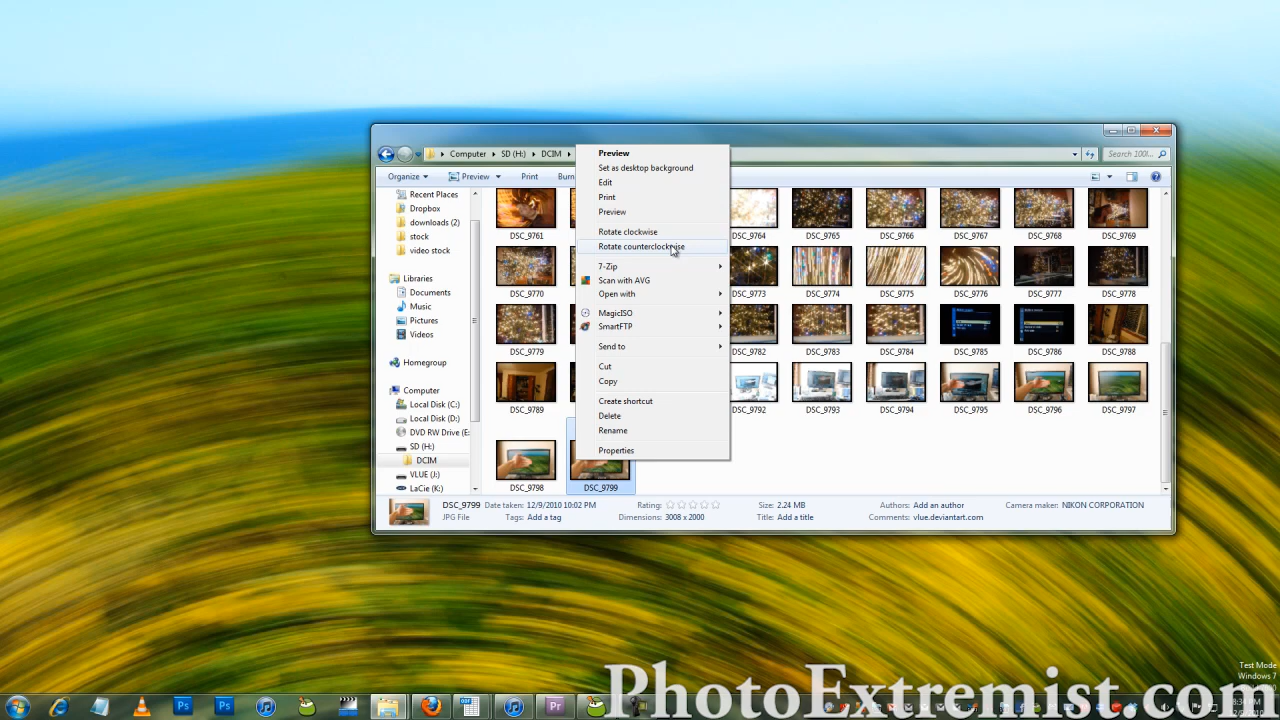 Computer SD (H:) DCIM
Search 100!...
Organize Preview Print Burn
Recent Places
Dropbox
downloads (2)
stock
video stock
Libraries
Documents
Music
Pictures
Videos
Homegroup
Computer
Local Disk (C:)
Local Disk (D:)
DVD RW Drive (E:
SD (H:)
DCIM
VLUE (J:)
LaCie (K:)
Preview
Set as desktop background
Edit
Print
Preview
Rotate clockwise
Rotate counterclockwise
7-Zip
Scan with AVG
Open with
MagicISO
SmartFTP
Send to
Cut
Copy
Create shortcut
Delete
Rename
Properties
DSC_9761 DSC_9764 DSC_9765 DSC_9766 DSC_9767 DSC_9768 DSC_9769
DSC_9770 DSC_9773 DSC_9774 DSC_9775 DSC_9776 DSC_9777 DSC_9778
DSC_9779 DSC_9782 DSC_9783 DSC_9784 DSC_9785 DSC_9786 DSC_9788
DSC_9789 DSC_9792 DSC_9793 DSC_9794 DSC_9795 DSC_9796 DSC_9797
DSC_9798 DSC_9799
DSC_9799 Date taken: 12/9/2010 10:02 PM Rating: Size: 2.24 MB Authors: Add an author Camera maker: NIKON CORPORATION
JPG File Tags: Add a tag Dimensions: 3008 x 2000 Title: Add a title Comments: vlue.deviantart.com
Test Mode
Windows 7
Ps Ps Pr
PhotoExtremist.com